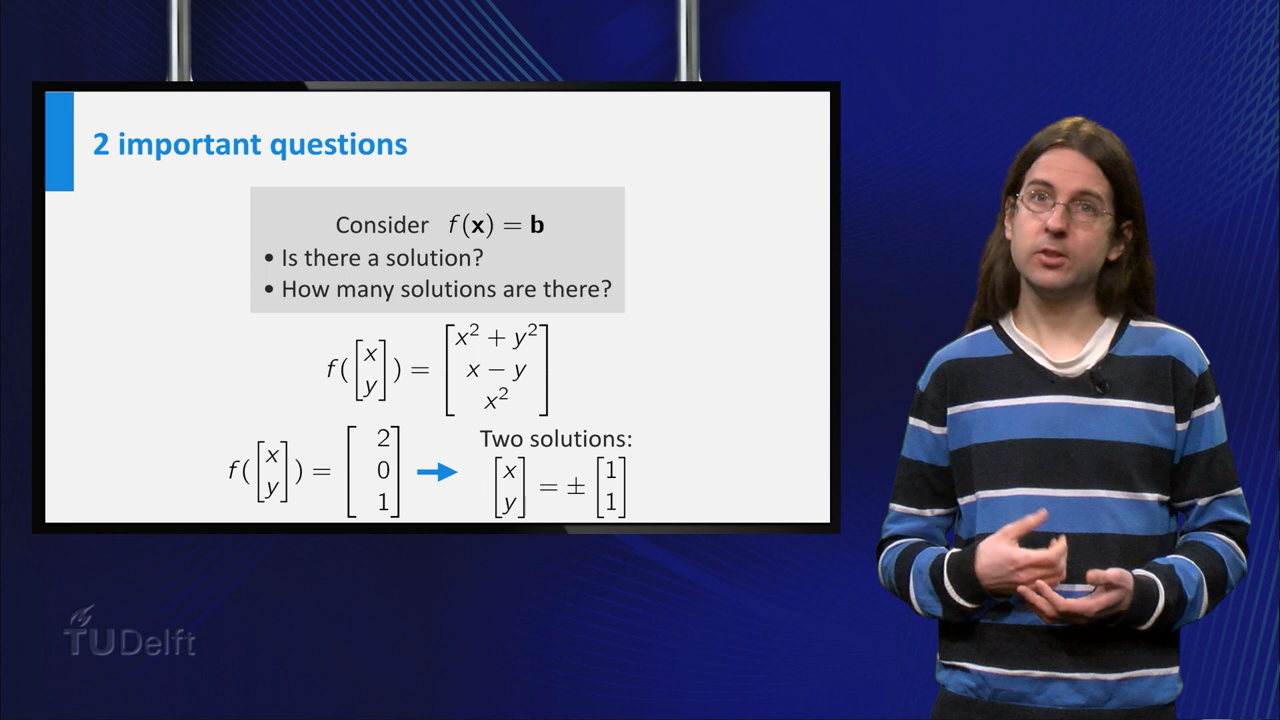 2 important questions
Consider f(x) = b
• Is there a solution?
• How many solutions are there?
f([x y]) = [x² + y² x − y x²]
f([x y]) = [2 0 1] → Two solutions: [x y] = ± [1 1]
TUDelft